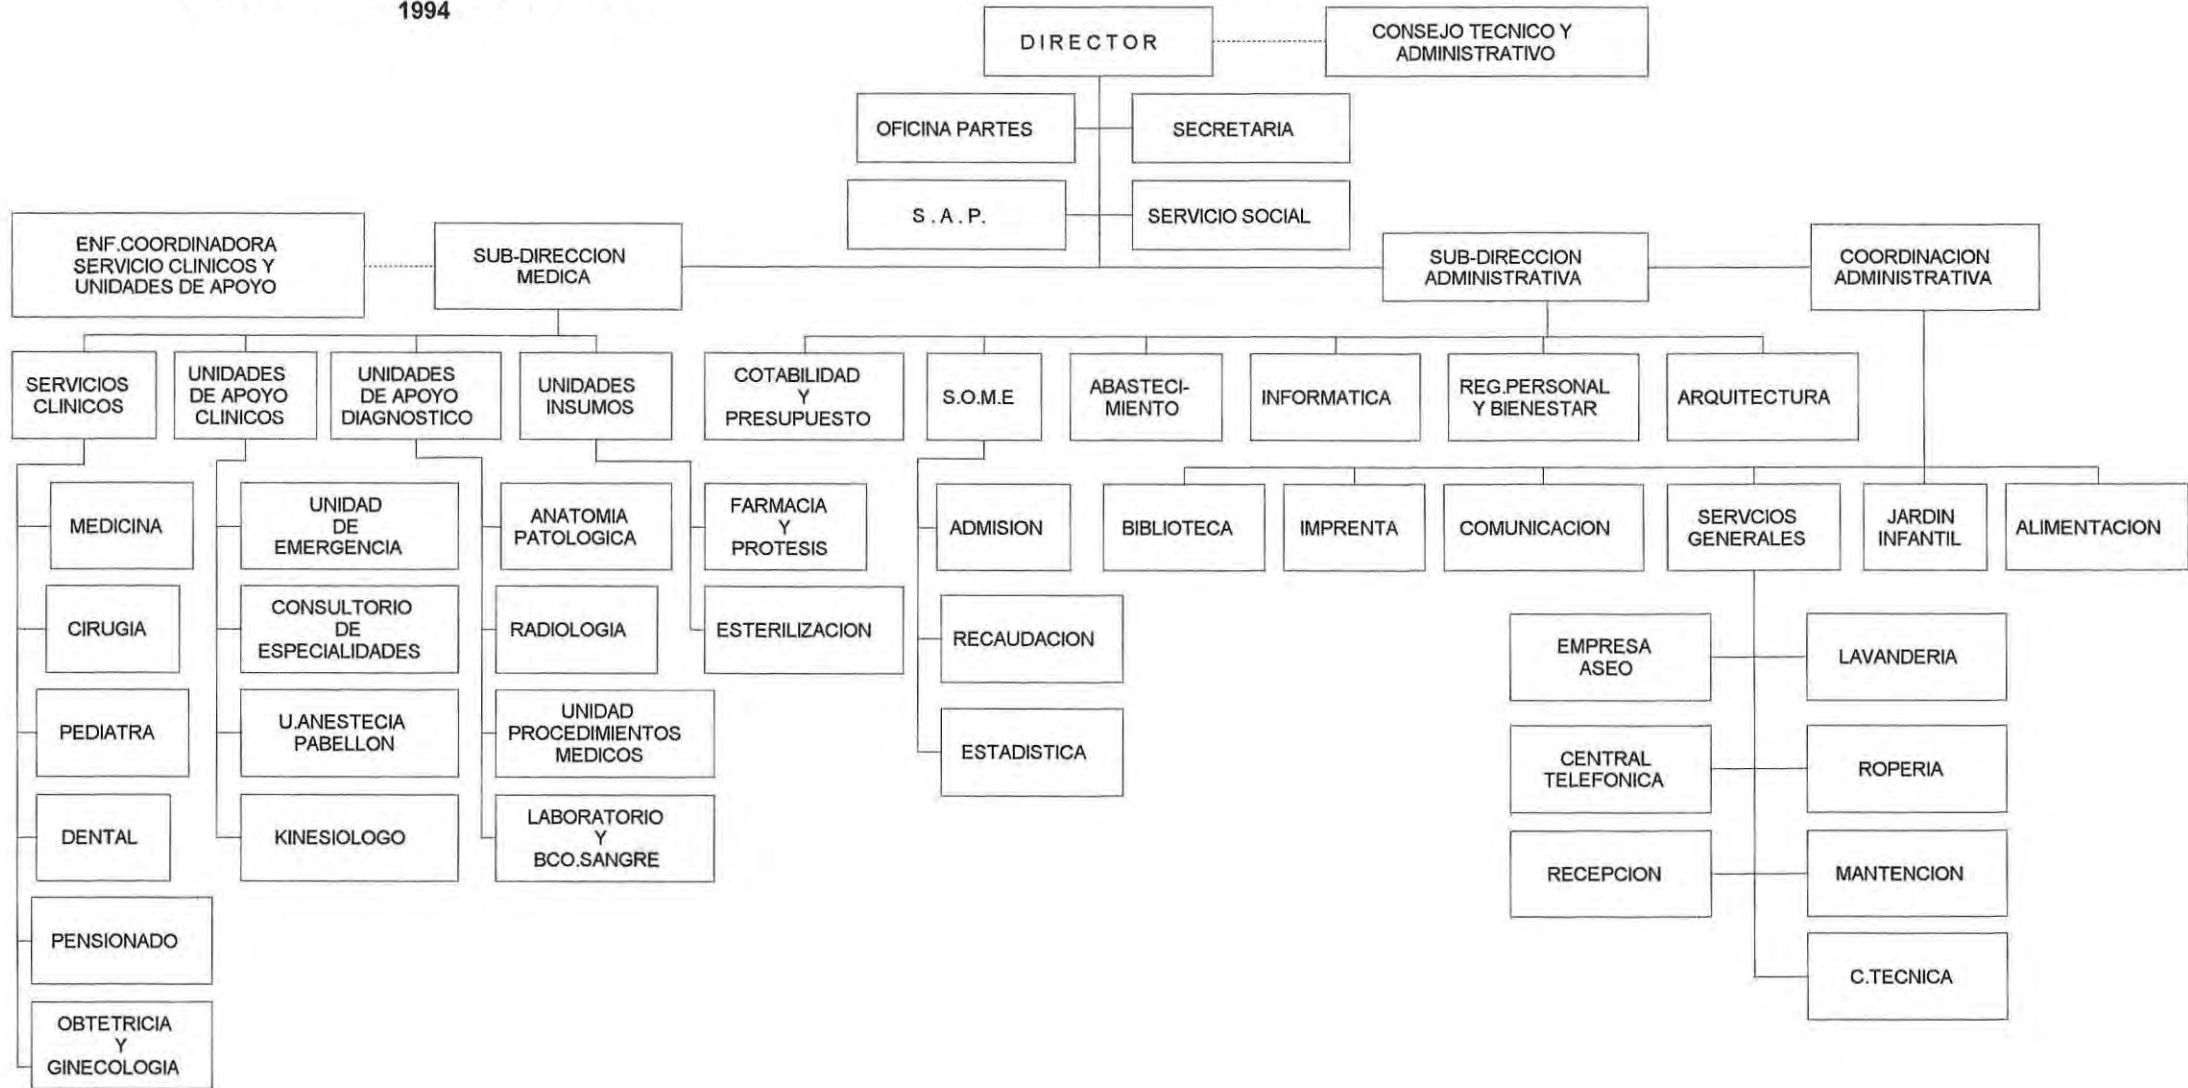 1994
DIRECTOR
CONSEJO TECNICO Y
ADMINISTRATIVO
OFICINA PARTES
SECRETARIA
S.A.P.
SERVICIO SOCIAL
ENF.COORDINADORA
SERVICIO CLINICOS Y
UNIDADES DE APOYO
SUB-DIRECCION
MEDICA
SUB-DIRECCION
ADMINISTRATIVA
COORDINACION
ADMINISTRATIVA
SERVICIOS
CLINICOS
UNIDADES
DE APOYO
CLINICOS
UNIDADES
DE APOYO
DIAGNOSTICO
UNIDADES
INSUMOS
COTABILIDAD
Y
PRESUPUESTO
S.O.M.E
ABASTECI-
MIENTO
INFORMATICA
REG.PERSONAL
Y BIENESTAR
ARQUITECTURA
MEDICINA
UNIDAD
DE
EMERGENCIA
ANATOMIA
PATOLOGICA
FARMACIA
Y
PROTESIS
ADMISION
BIBLIOTECA
IMPRENTA
COMUNICACION
SERVCIOS
GENERALES
JARDIN
INFANTIL
ALIMENTACION
CIRUGIA
CONSULTORIO
DE
ESPECIALIDADES
RADIOLOGIA
ESTERILIZACION
RECAUDACION
EMPRESA
ASEO
LAVANDERIA
PEDIATRA
U.ANESTECIA
PABELLON
UNIDAD
PROCEDIMIENTOS
MEDICOS
ESTADISTICA
CENTRAL
TELEFONICA
ROPERIA
DENTAL
KINESIOLOGO
LABORATORIO
Y
BCO.SANGRE
RECEPCION
MANTENCION
PENSIONADO
C.TECNICA
OBTETRICIA
Y
GINECOLOGIA